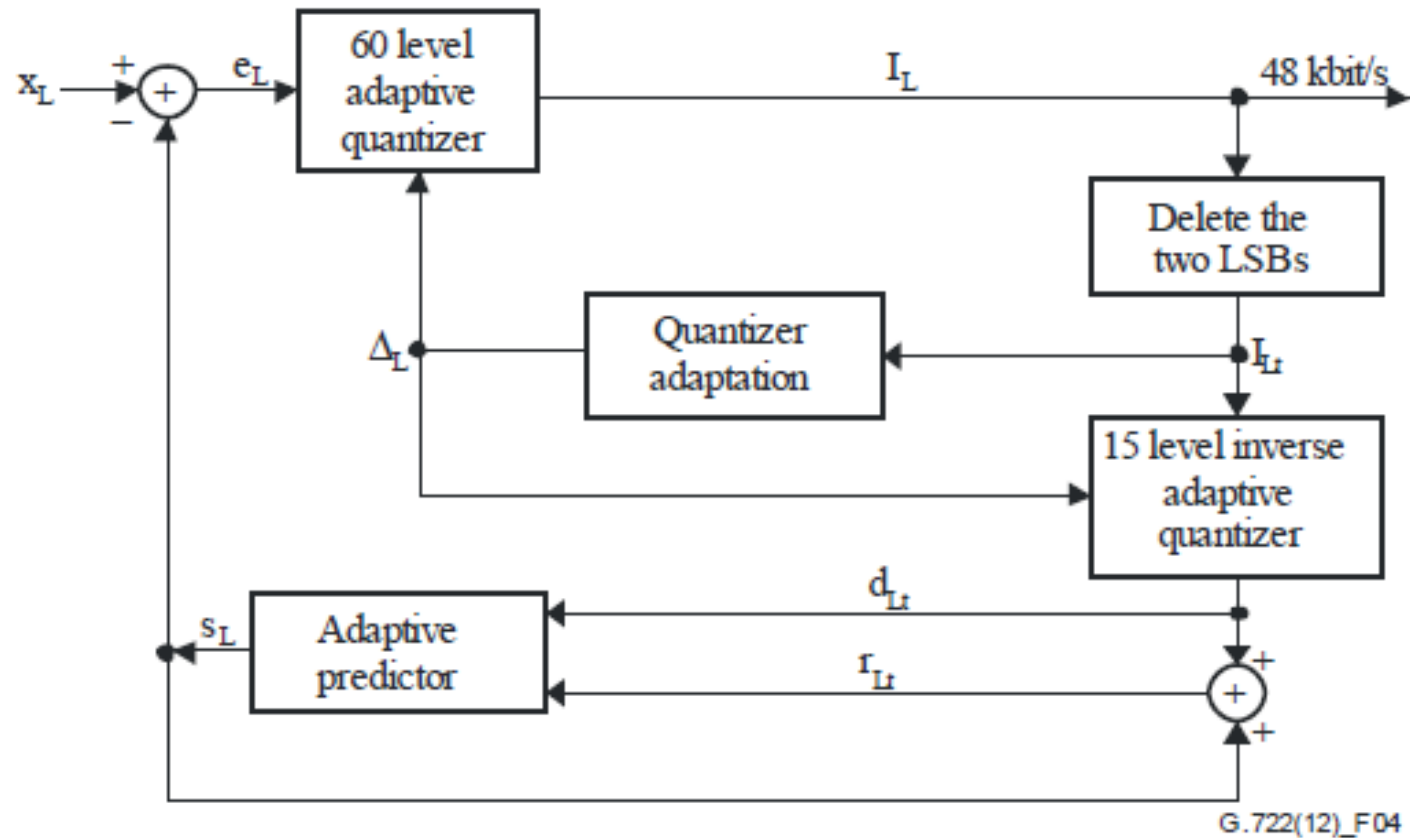 60 level
adaptive
quantizer
x_L
+
−
+
e_L
I_L
48 kbit/s
Delete the
two LSBs
Δ_L
Quantizer
adaptation
I_Lt
15 level inverse
adaptive
quantizer
d_Lt
s_L
Adaptive
predictor
r_Lt
+
+
+
G.722(12)_F04